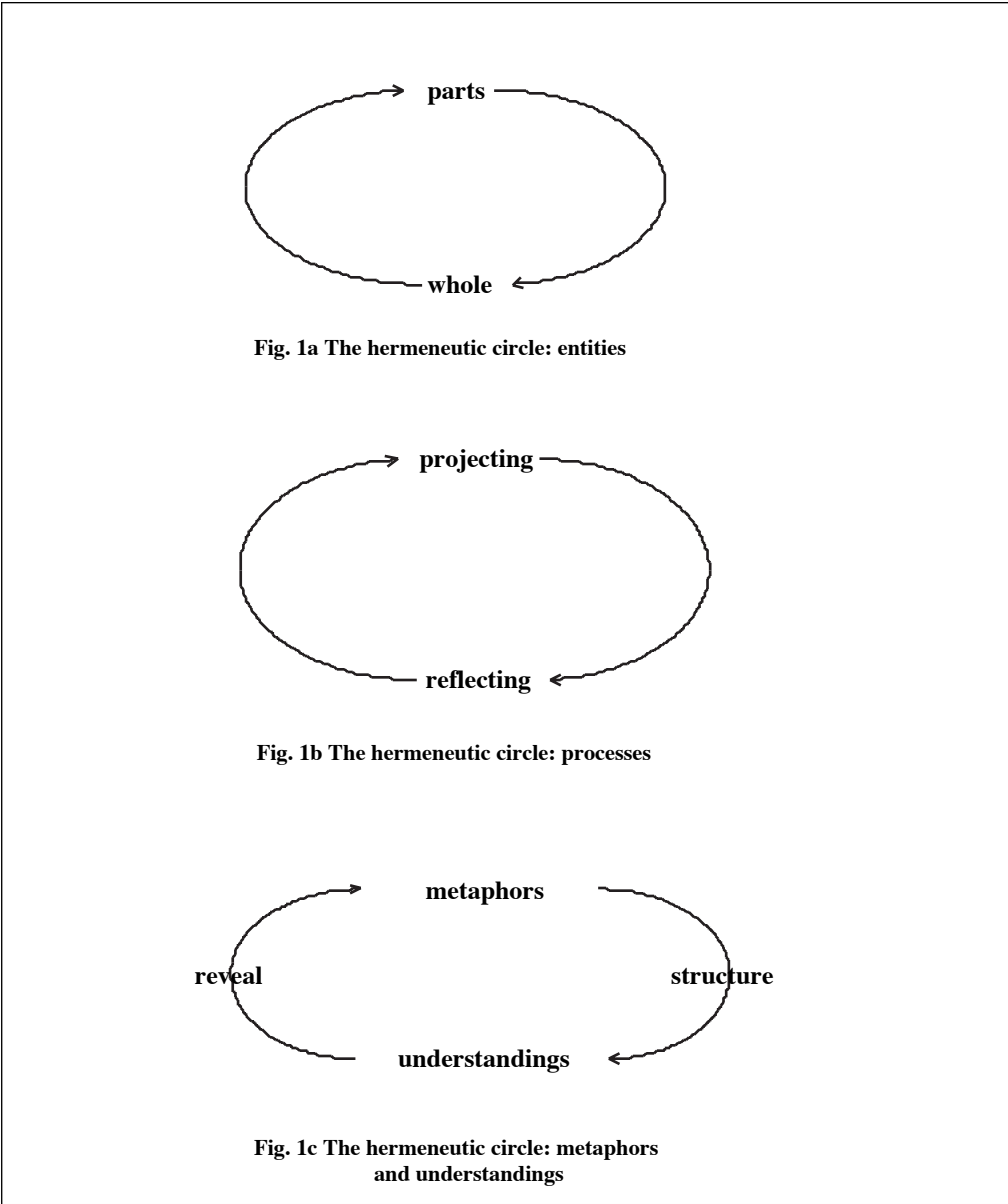 parts
whole
Fig. 1a The hermeneutic circle: entities
projecting
reflecting
Fig. 1b The hermeneutic circle: processes
metaphors
reveal structure
understandings
Fig. 1c The hermeneutic circle: metaphors
and understandings